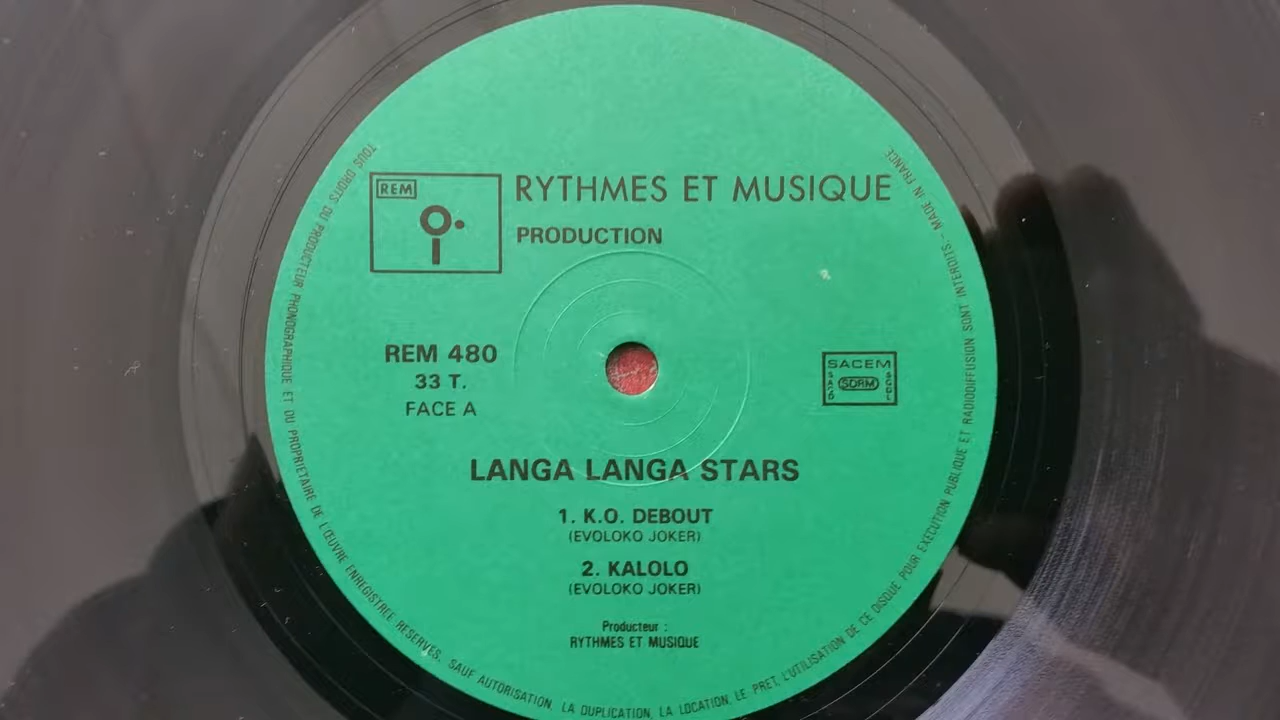 REM
RYTHMES ET MUSIQUE
PRODUCTION
REM 480
33 T.
FACE A
SACEM
SACD
SDRM
SGDL
LANGA LANGA STARS
1. K.O. DEBOUT
(EVOLOKO JOKER)
2. KALOLO
(EVOLOKO JOKER)
Producteur :
RYTHMES ET MUSIQUE
TOUS DROITS DU PRODUCTEUR PHONOGRAPHIQUE ET DU PROPRIETAIRE DE L'ŒUVRE ENREGISTREE RESERVES. SAUF AUTORISATION, LA DUPLICATION, LA LOCATION, LE PRET, L'UTILISATION DE CE DISQUE POUR EXECUTION PUBLIQUE ET RADIODIFFUSION SONT INTERDITS - MADE IN FRANCE